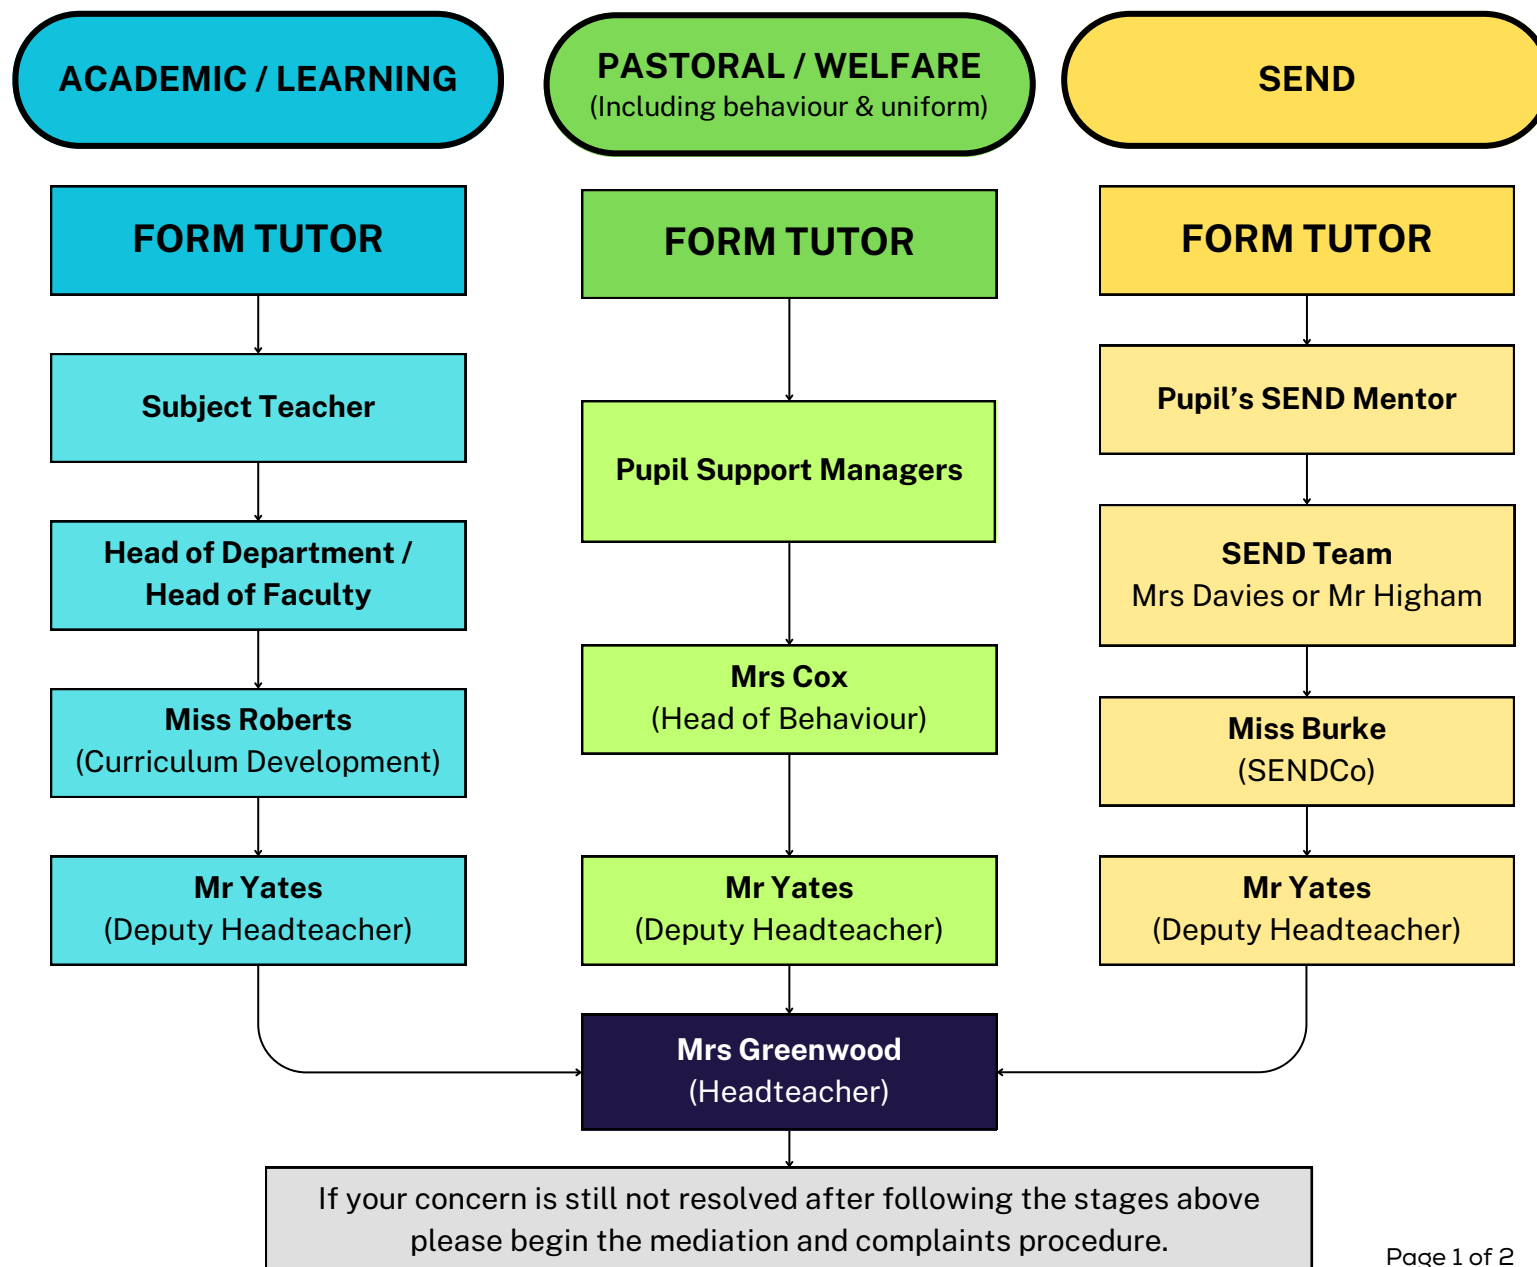 ACADEMIC / LEARNING
FORM TUTOR
Subject Teacher
Head of Department /
Head of Faculty
Miss Roberts
(Curriculum Development)
Mr Yates
(Deputy Headteacher)
PASTORAL / WELFARE
(Including behaviour & uniform)
FORM TUTOR
Pupil Support Managers
Mrs Cox
(Head of Behaviour)
Mr Yates
(Deputy Headteacher)
SEND
FORM TUTOR
Pupil’s SEND Mentor
SEND Team
Mrs Davies or Mr Higham
Miss Burke
(SENDCo)
Mr Yates
(Deputy Headteacher)
Mrs Greenwood
(Headteacher)
If your concern is still not resolved after following the stages above
please begin the mediation and complaints procedure.
Page 1 of 2